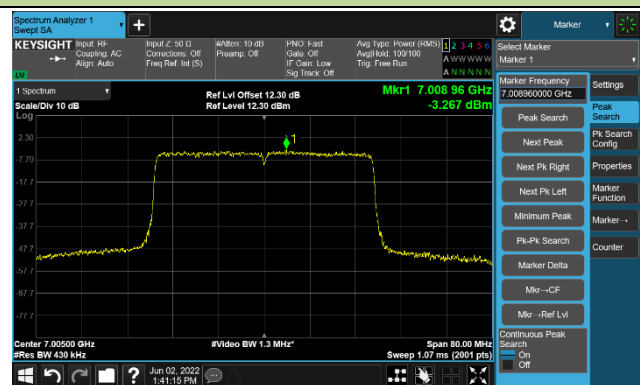 Spectrum Analyzer 1
Swept SA
+
Marker
KEYSIGHT Input: RF Input Z: 50 Ω #Atten: 10 dB PNO: Fast Avg Type: Power (RMS) 1 2 3 4 5 6
Coupling: AC Corrections: Off Preamp: Off Gate: Off Avg|Hold: 100/100 A W W W W W
Align: Auto Freq Ref: Int (S) IF Gain: Low Trig: Free Run
Sig Track: Off A N N N N N
LW
Select Marker
Marker 1
1 Spectrum
Scale/Div 10 dB
Log
Ref Lvl Offset 12.30 dB
Ref Level 12.30 dBm
Mkr1 7.008 96 GHz
-3.267 dBm
1
2.30
-7.70
-17.7
-27.7
-37.7
-47.7
-57.7
-67.7
-77.7
Center 7.00500 GHz #Video BW 1.3 MHz* Span 80.00 MHz
#Res BW 430 kHz Sweep 1.07 ms (2001 pts)
Marker Frequency
7.008960000 GHz
Peak Search
Next Peak
Next Pk Right
Next Pk Left
Minimum Peak
Pk-Pk Search
Marker Delta
Mkr→CF
Mkr→Ref Lvl
Continuous Peak
Search
On
Off
Settings
Peak
Search
Pk Search
Config
Properties
Marker
Function
Marker→
Counter
?
Jun 02, 2022
1:41:15 PM